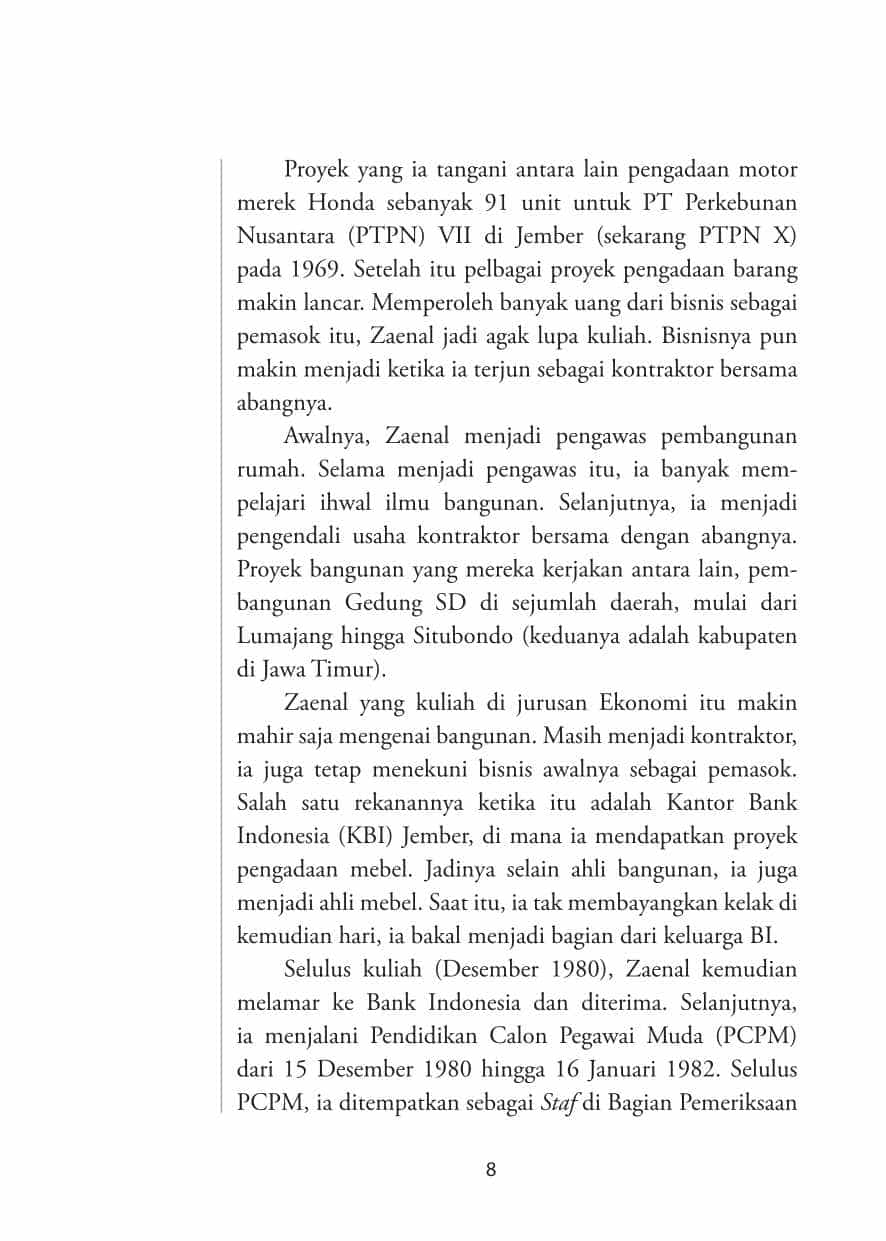 Proyek yang ia tangani antara lain pengadaan motor
merek Honda sebanyak 91 unit untuk PT Perkebunan
Nusantara (PTPN) VII di Jember (sekarang PTPN X)
pada 1969. Setelah itu pelbagai proyek pengadaan barang
makin lancar. Memperoleh banyak uang dari bisnis sebagai
pemasok itu, Zaenal jadi agak lupa kuliah. Bisnisnya pun
makin menjadi ketika ia terjun sebagai kontraktor bersama
abangnya.
Awalnya, Zaenal menjadi pengawas pembangunan
rumah. Selama menjadi pengawas itu, ia banyak mem-
pelajari ihwal ilmu bangunan. Selanjutnya, ia menjadi
pengendali usaha kontraktor bersama dengan abangnya.
Proyek bangunan yang mereka kerjakan antara lain, pem-
bangunan Gedung SD di sejumlah daerah, mulai dari
Lumajang hingga Situbondo (keduanya adalah kabupaten
di Jawa Timur).
Zaenal yang kuliah di jurusan Ekonomi itu makin
mahir saja mengenai bangunan. Masih menjadi kontraktor,
ia juga tetap menekuni bisnis awalnya sebagai pemasok.
Salah satu rekanannya ketika itu adalah Kantor Bank
Indonesia (KBI) Jember, di mana ia mendapatkan proyek
pengadaan mebel. Jadinya selain ahli bangunan, ia juga
menjadi ahli mebel. Saat itu, ia tak membayangkan kelak di
kemudian hari, ia bakal menjadi bagian dari keluarga BI.
Selulus kuliah (Desember 1980), Zaenal kemudian
melamar ke Bank Indonesia dan diterima. Selanjutnya,
ia menjalani Pendidikan Calon Pegawai Muda (PCPM)
dari 15 Desember 1980 hingga 16 Januari 1982. Selulus
PCPM, ia ditempatkan sebagai Staf di Bagian Pemeriksaan
8